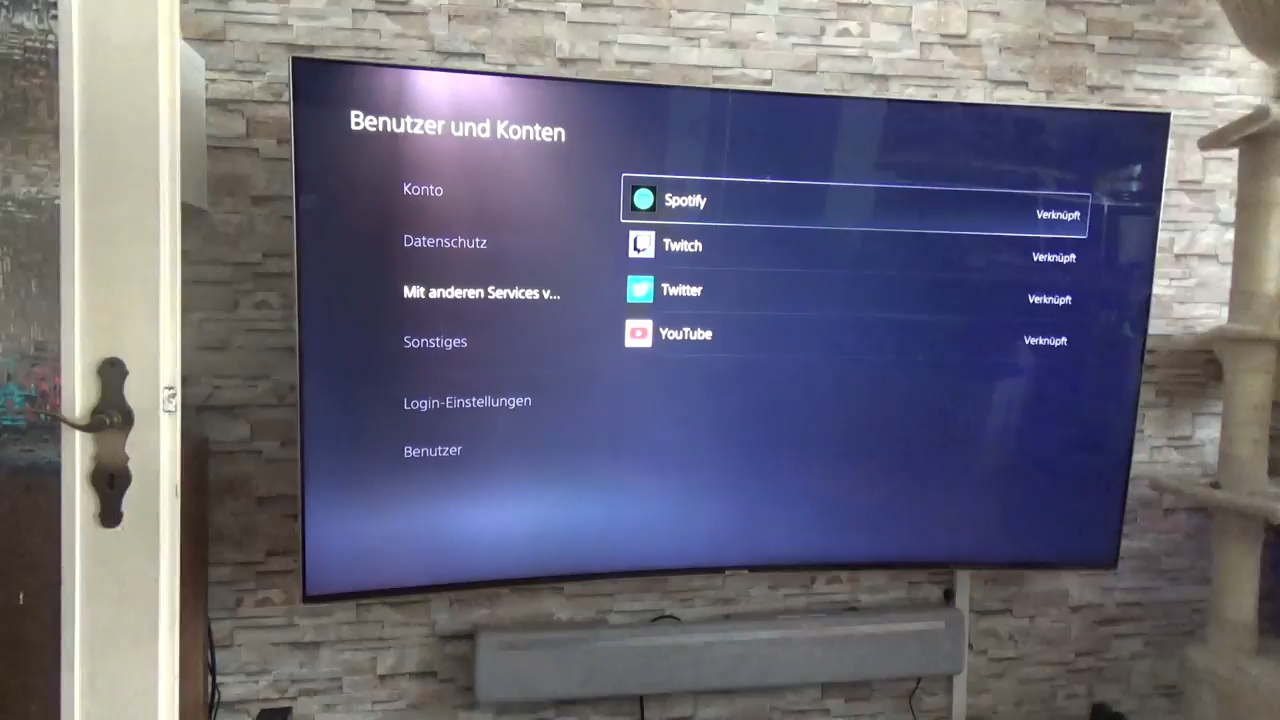 Benutzer und Konten
Konto
Datenschutz
Mit anderen Services v...
Sonstiges
Login-Einstellungen
Benutzer
Spotify
Verknüpft
Twitch
Verknüpft
Twitter
Verknüpft
YouTube
Verknüpft